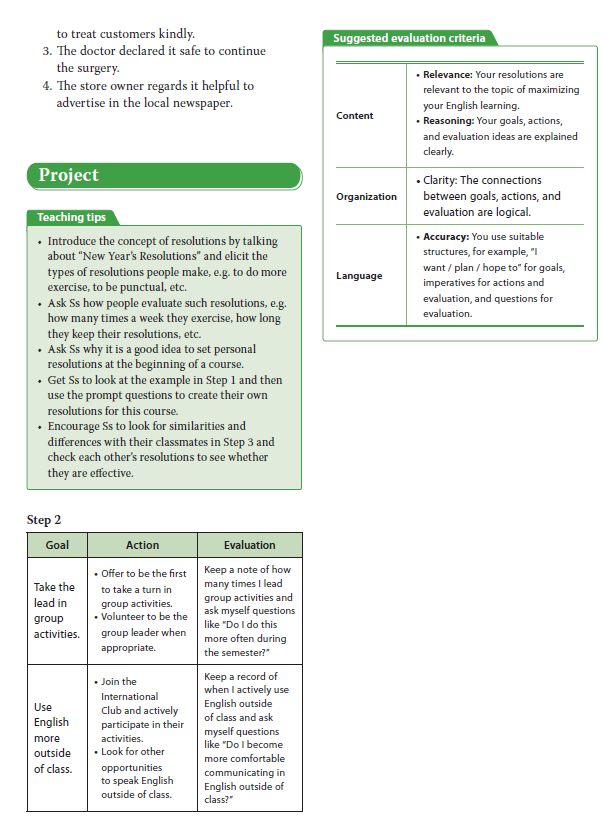 to treat customers kindly.
3. The doctor declared it safe to continue
the surgery.
4. The store owner regards it helpful to
advertise in the local newspaper.
Project
Teaching tips
• Introduce the concept of resolutions by talking
about “New Year’s Resolutions” and elicit the
types of resolutions people make, e.g. to do more
exercise, to be punctual, etc.
• Ask Ss how people evaluate such resolutions, e.g.
how many times a week they exercise, how long
they keep their resolutions, etc.
• Ask Ss why it is a good idea to set personal
resolutions at the beginning of a course.
• Get Ss to look at the example in Step 1 and then
use the prompt questions to create their own
resolutions for this course.
• Encourage Ss to look for similarities and
differences with their classmates in Step 3 and
check each other’s resolutions to see whether
they are effective.
Step 2
Goal
Action
Evaluation
Take the
lead in
group
activities.
• Offer to be the first
to take a turn in
group activities.
• Volunteer to be the
group leader when
appropriate.
Keep a note of how
many times I lead
group activities and
ask myself questions
like “Do I do this
more often during
the semester?”
Use
English
more
outside
of class.
• Join the
International
Club and actively
participate in their
activities.
• Look for other
opportunities
to speak English
outside of class.
Keep a record of
when I actively use
English outside
of class and ask
myself questions
like “Do I become
more comfortable
communicating in
English outside of
class?”
Suggested evaluation criteria
Content
• Relevance: Your resolutions are
relevant to the topic of maximizing
your English learning.
• Reasoning: Your goals, actions,
and evaluation ideas are explained
clearly.
Organization
• Clarity: The connections
between goals, actions, and
evaluation are logical.
Language
• Accuracy: You use suitable
structures, for example, “I
want / plan / hope to” for goals,
imperatives for actions and
evaluation, and questions for
evaluation.